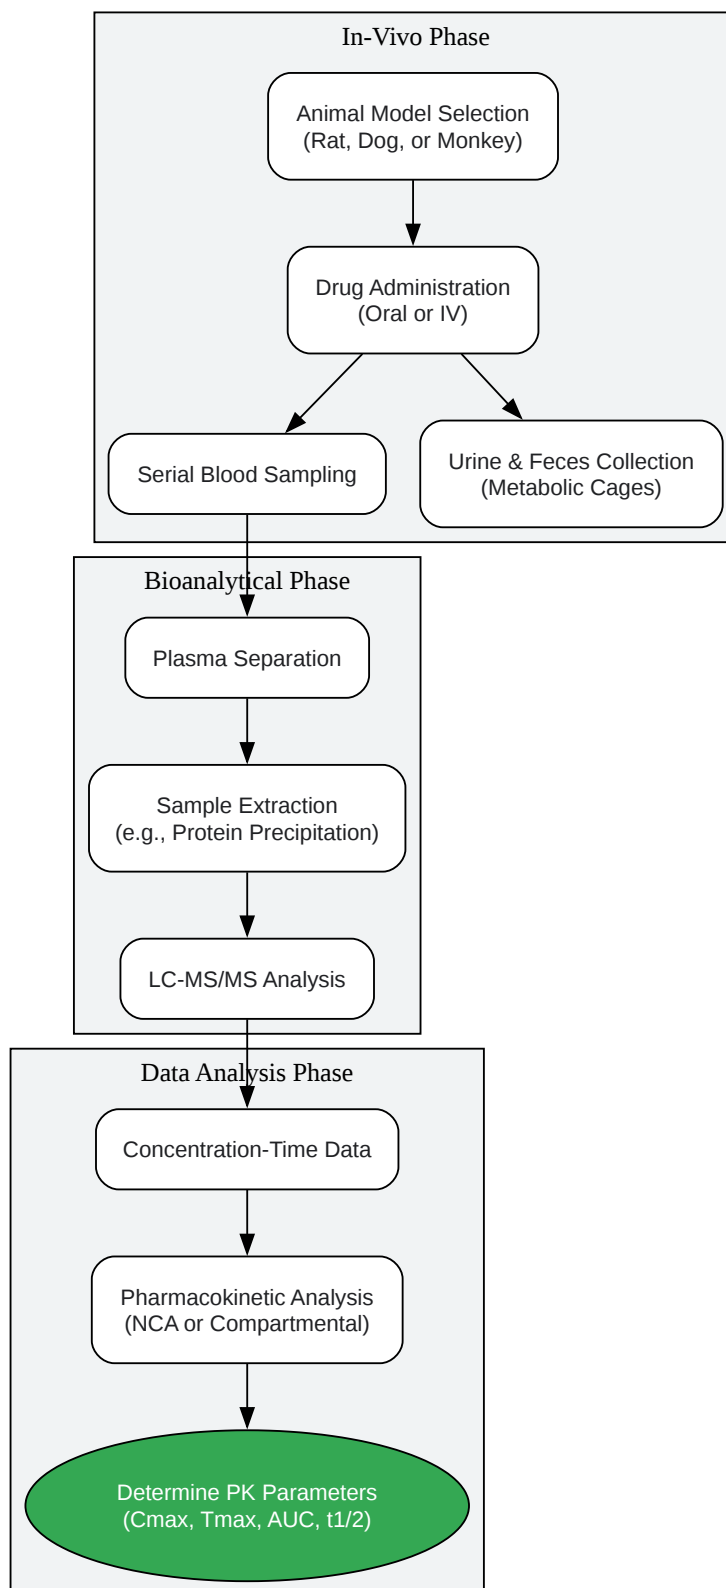 In-Vivo Phase
Animal Model Selection
(Rat, Dog, or Monkey)
Drug Administration
(Oral or IV)
Serial Blood Sampling
Urine & Feces Collection
(Metabolic Cages)
Bioanalytical Phase
Plasma Separation
Sample Extraction
(e.g., Protein Precipitation)
LC-MS/MS Analysis
Data Analysis Phase
Concentration-Time Data
Pharmacokinetic Analysis
(NCA or Compartmental)
Determine PK Parameters
(Cmax, Tmax, AUC, t1/2)